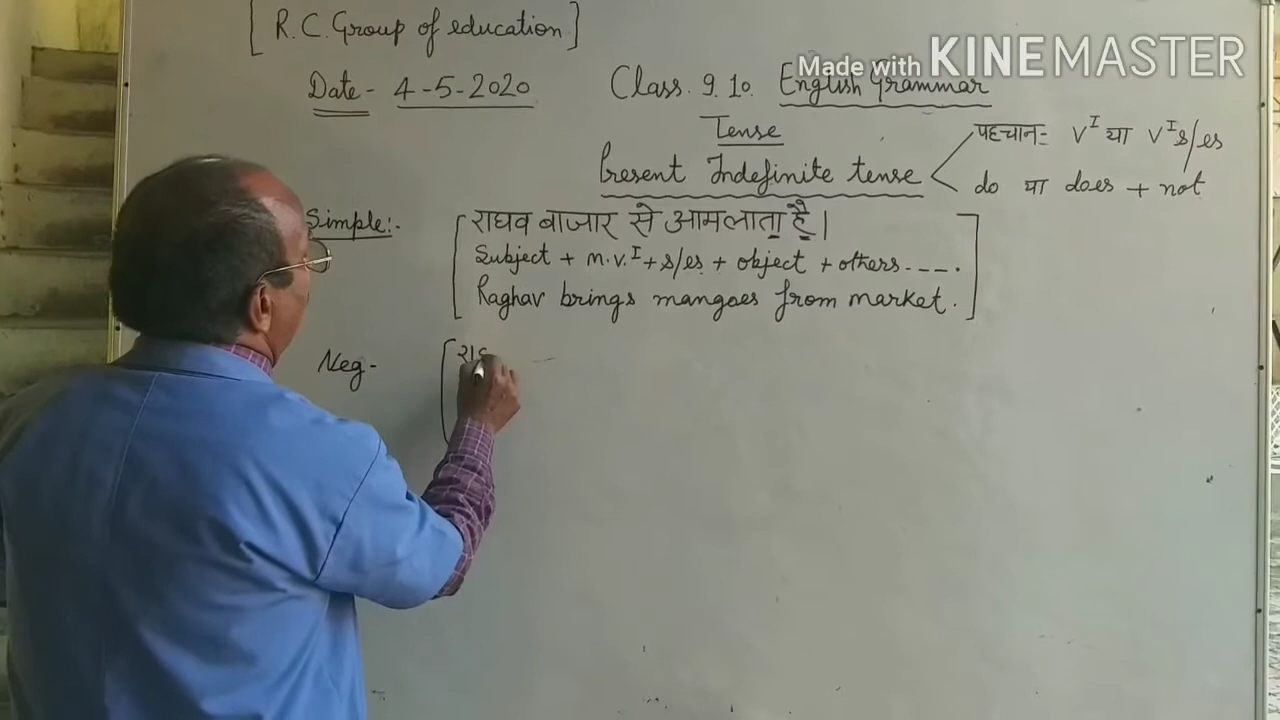 [ R.C. Group of education ]
Made with KINEMASTER
Date - 4-5-2020
Class. 9.10. English Grammar
Tense
Present Indefinite tense
पहचान:- V^I या V^I s/es
do या does + not
Simple:-
राघव बाजार से आमलाता है।
Subject + m.v.^I + s/es + object + others----.
Raghav brings mangoes from market.
Neg-